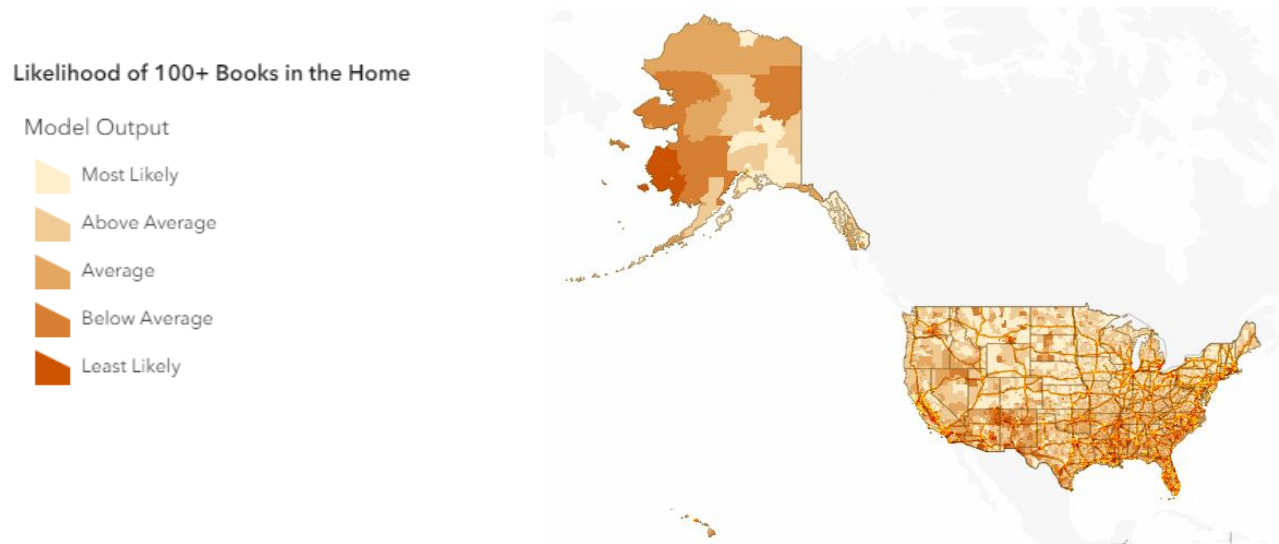 Likelihood of 100+ Books in the Home
Model Output
Most Likely
Above Average
Average
Below Average
Least Likely